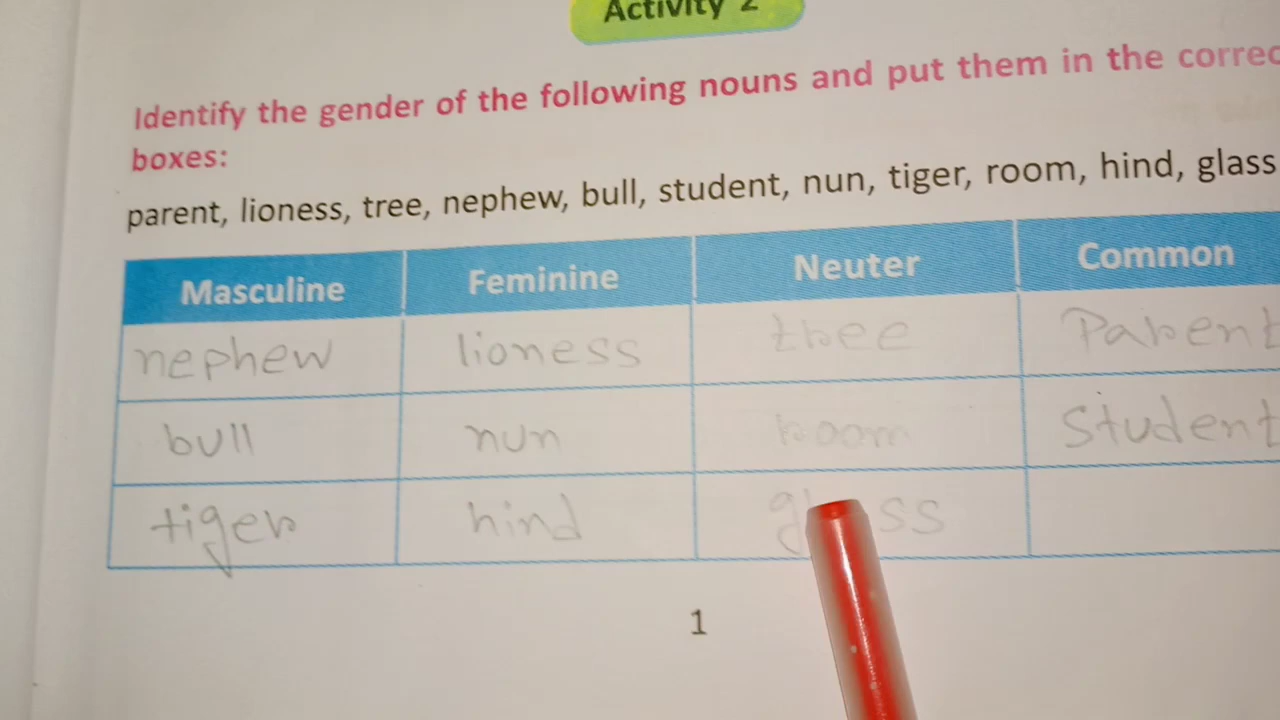 Activity 2
Identify the gender of the following nouns and put them in the correc
boxes:
parent, lioness, tree, nephew, bull, student, nun, tiger, room, hind, glass
Masculine Feminine Neuter Common
nephew lioness tree Parent
bull nun room Student
tiger hind glass
1